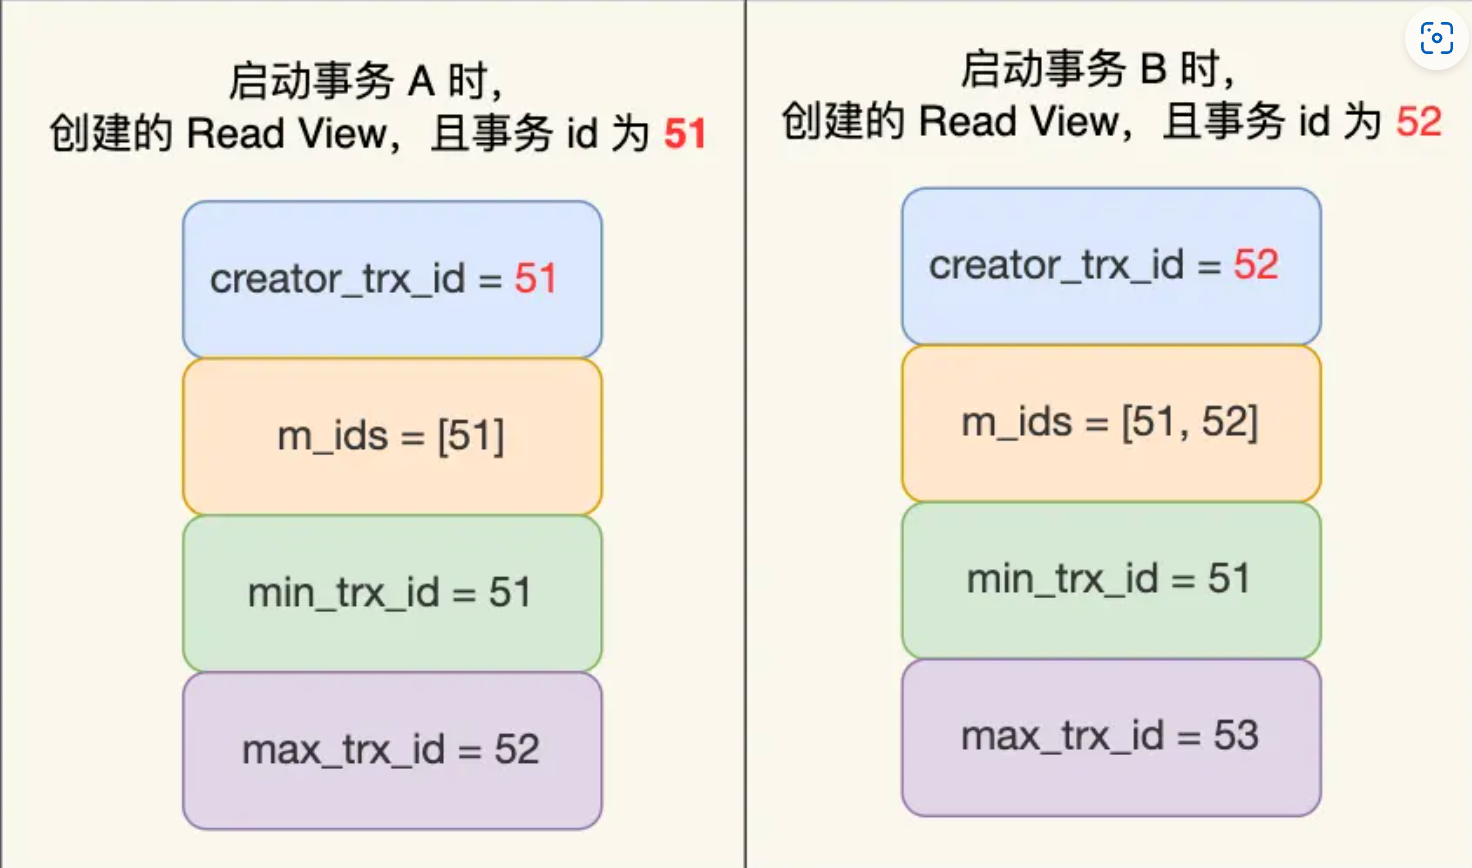 启动事务 A 时，
创建的 Read View，且事务 id 为 51
creator_trx_id = 51
m_ids = [51]
min_trx_id = 51
max_trx_id = 52
启动事务 B 时，
创建的 Read View，且事务 id 为 52
creator_trx_id = 52
m_ids = [51, 52]
min_trx_id = 51
max_trx_id = 53